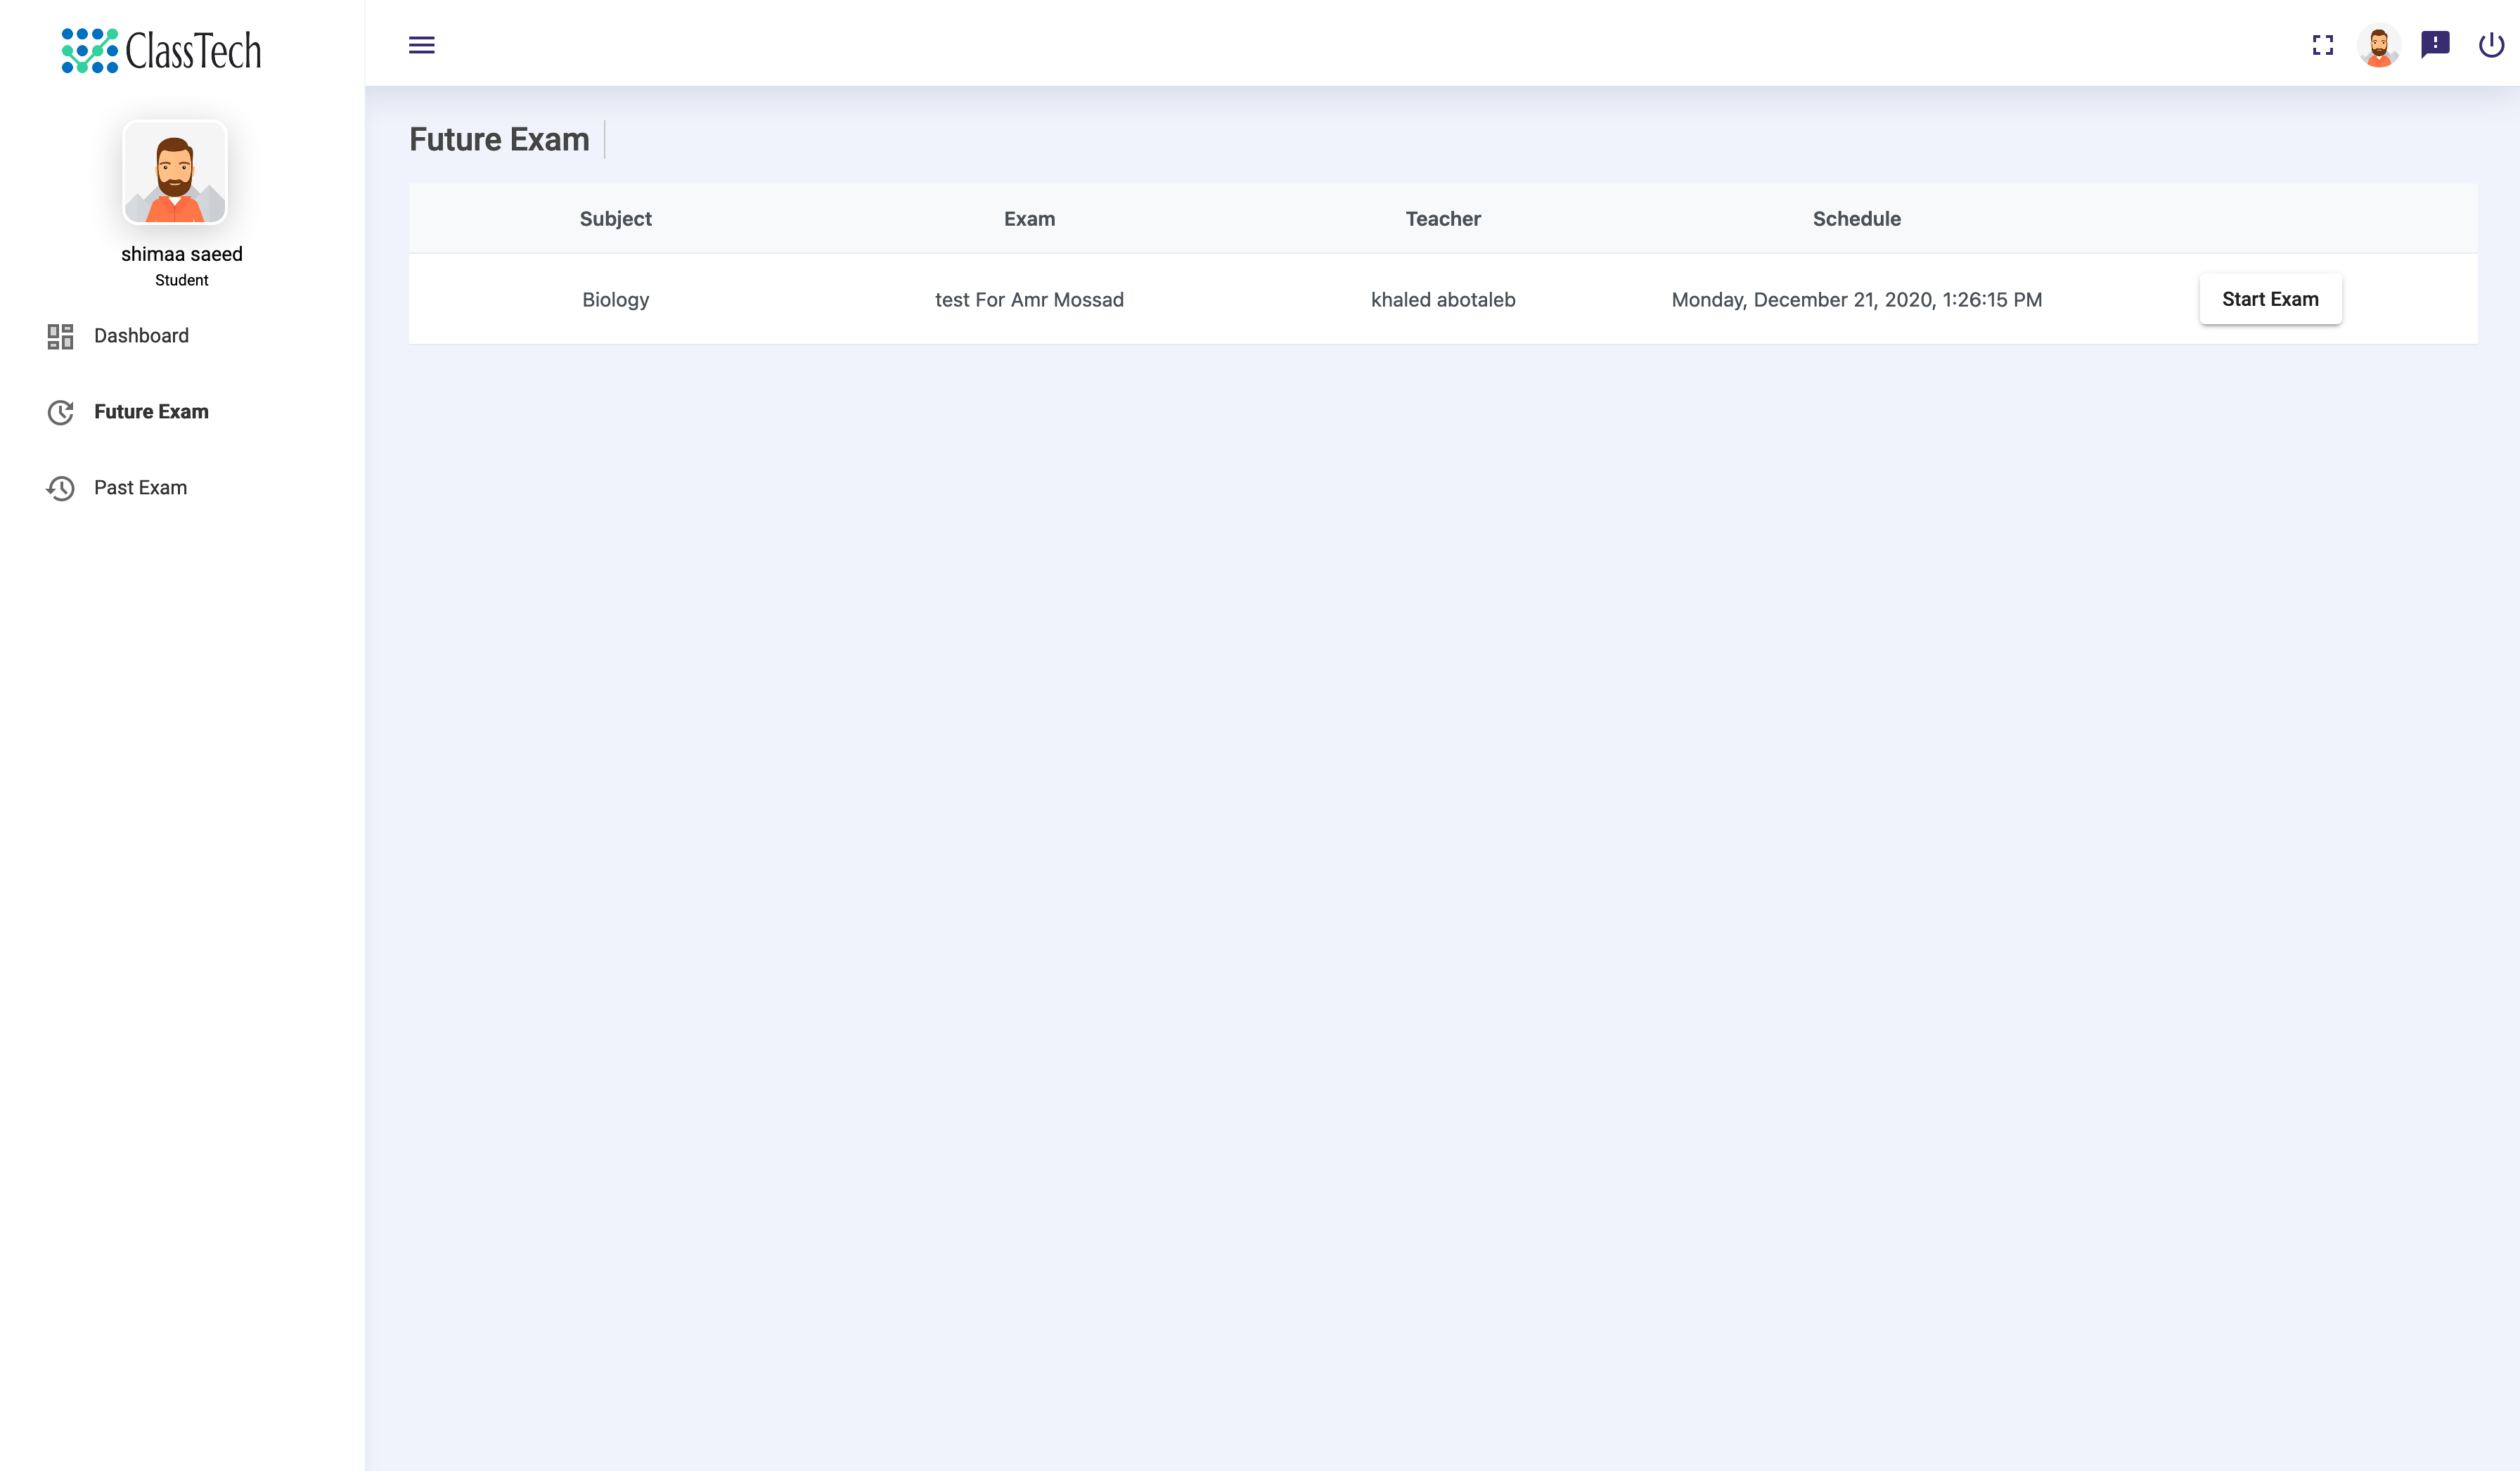 ClassTech
shimaa saeed
Student
Dashboard
Future Exam
Past Exam
Future Exam
Subject Exam Teacher Schedule
Biology test For Amr Mossad khaled abotaleb Monday, December 21, 2020, 1:26:15 PM Start Exam